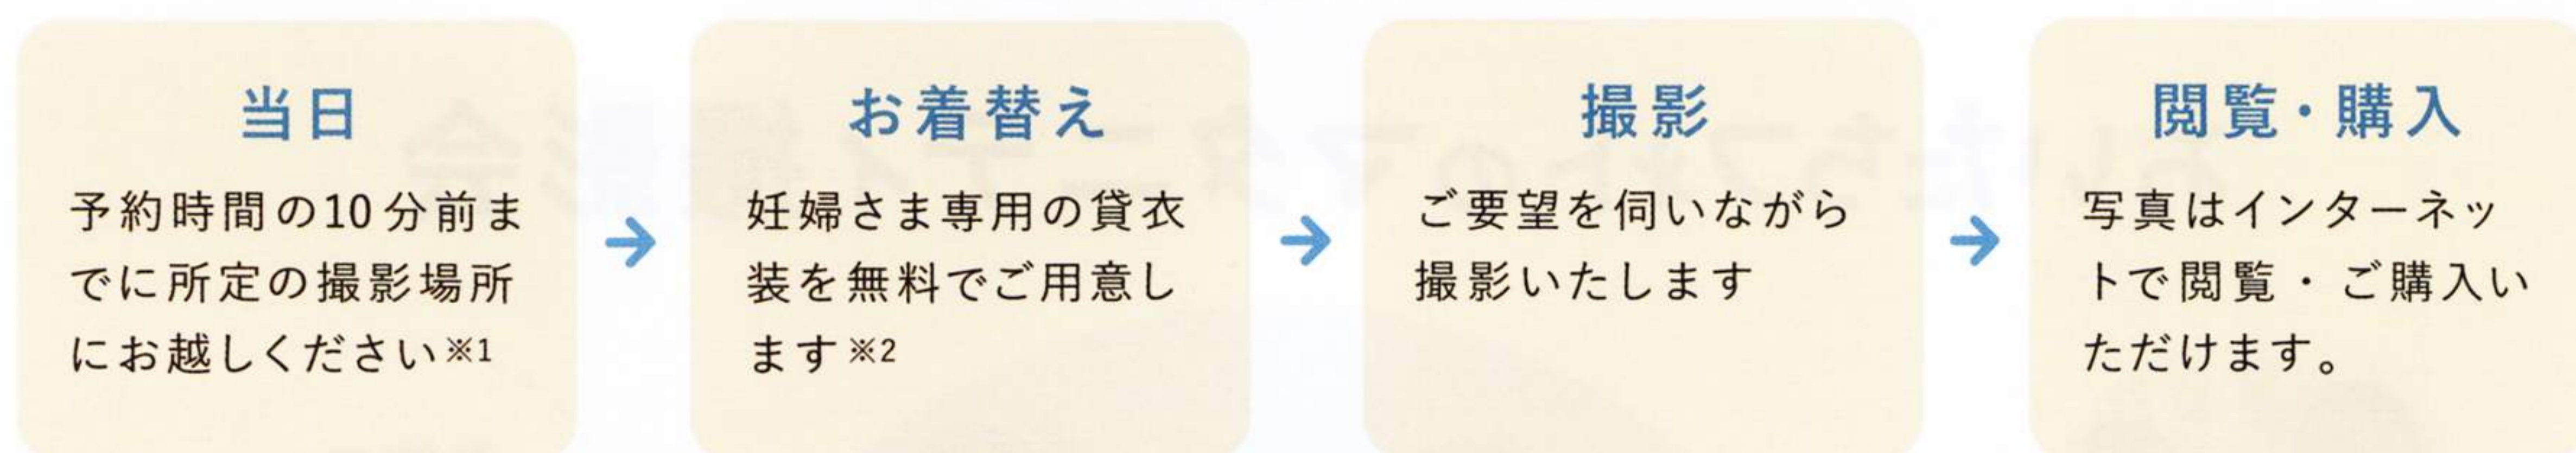 当日
予約時間の10分前ま
でに所定の撮影場所
にお越しください※1
→
お着替え
妊婦さま専用の貸衣
装を無料でご用意し
ます※2
→
撮影
ご要望を伺いながら
撮影いたします
→
閲覧・購入
写真はインターネッ
トで閲覧・ご購入い
ただけます。